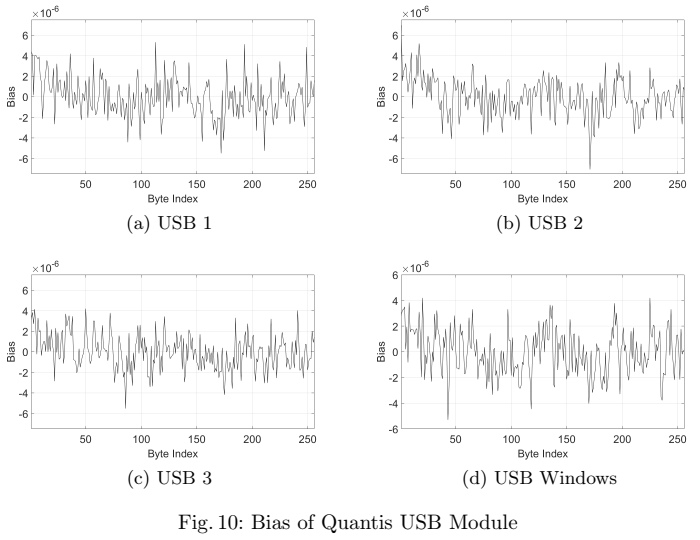 ×10⁻⁶
6
4
2
0
-2
-4
-6
Bias
50 100 150 200 250
Byte Index
(a) USB 1
×10⁻⁶
6
4
2
0
-2
-4
-6
Bias
50 100 150 200 250
Byte Index
(b) USB 2
×10⁻⁶
6
4
2
0
-2
-4
-6
Bias
50 100 150 200 250
Byte Index
(c) USB 3
×10⁻⁶
6
4
2
0
-2
-4
-6
Bias
50 100 150 200 250
Byte Index
(d) USB Windows
Fig. 10: Bias of Quantis USB Module